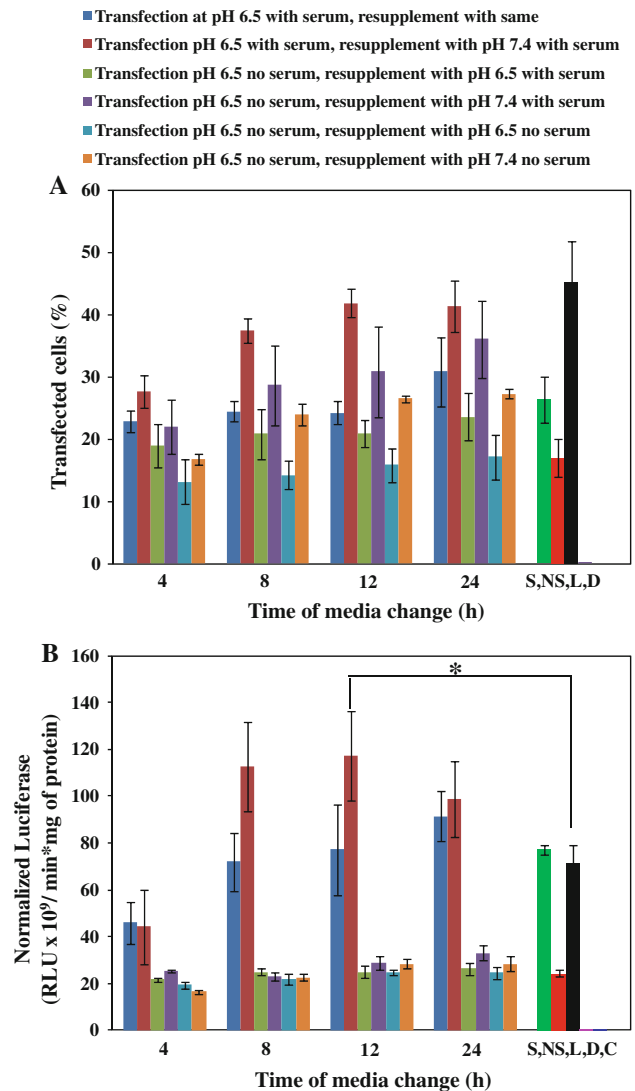 Transfection at pH 6.5 with serum, resupplement with same
Transfection pH 6.5 with serum, resupplement with pH 7.4 with serum
Transfection pH 6.5 no serum, resupplement with pH 6.5 with serum
Transfection pH 6.5 no serum, resupplement with pH 7.4 with serum
Transfection pH 6.5 no serum, resupplement with pH 6.5 no serum
Transfection pH 6.5 no serum, resupplement with pH 7.4 no serum
A
60
50
40
30
20
10
0
Transfected cells (%)
4 8 12 24 S,NS,L,D
Time of media change (h)
B
160
140
120
100
80
60
40
20
0
Normalized Luciferase
(RLU x 10⁹/ min*mg of protein)
*
4 8 12 24 S,NS,L,D,C
Time of media change (h)